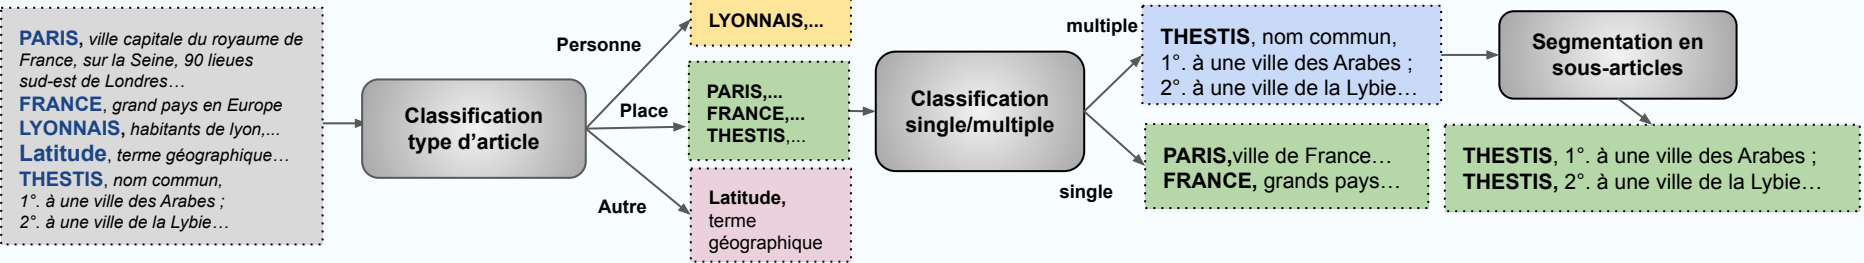 PARIS, ville capitale du royaume de
France, sur la Seine, 90 lieues
sud-est de Londres…
FRANCE, grand pays en Europe
LYONNAIS, habitants de lyon,...
Latitude, terme géographique…
THESTIS, nom commun,
1°. à une ville des Arabes ;
2°. à une ville de la Lybie…
Classification
type d’article
Personne
Place
Autre
LYONNAIS,...
PARIS,...
FRANCE,...
THESTIS,...
Latitude,
terme
géographique
Classification
single/multiple
multiple
single
THESTIS, nom commun,
1°. à une ville des Arabes ;
2°. à une ville de la Lybie…
PARIS,ville de France…
FRANCE, grands pays…
Segmentation en
sous-articles
THESTIS, 1°. à une ville des Arabes ;
THESTIS, 2°. à une ville de la Lybie…